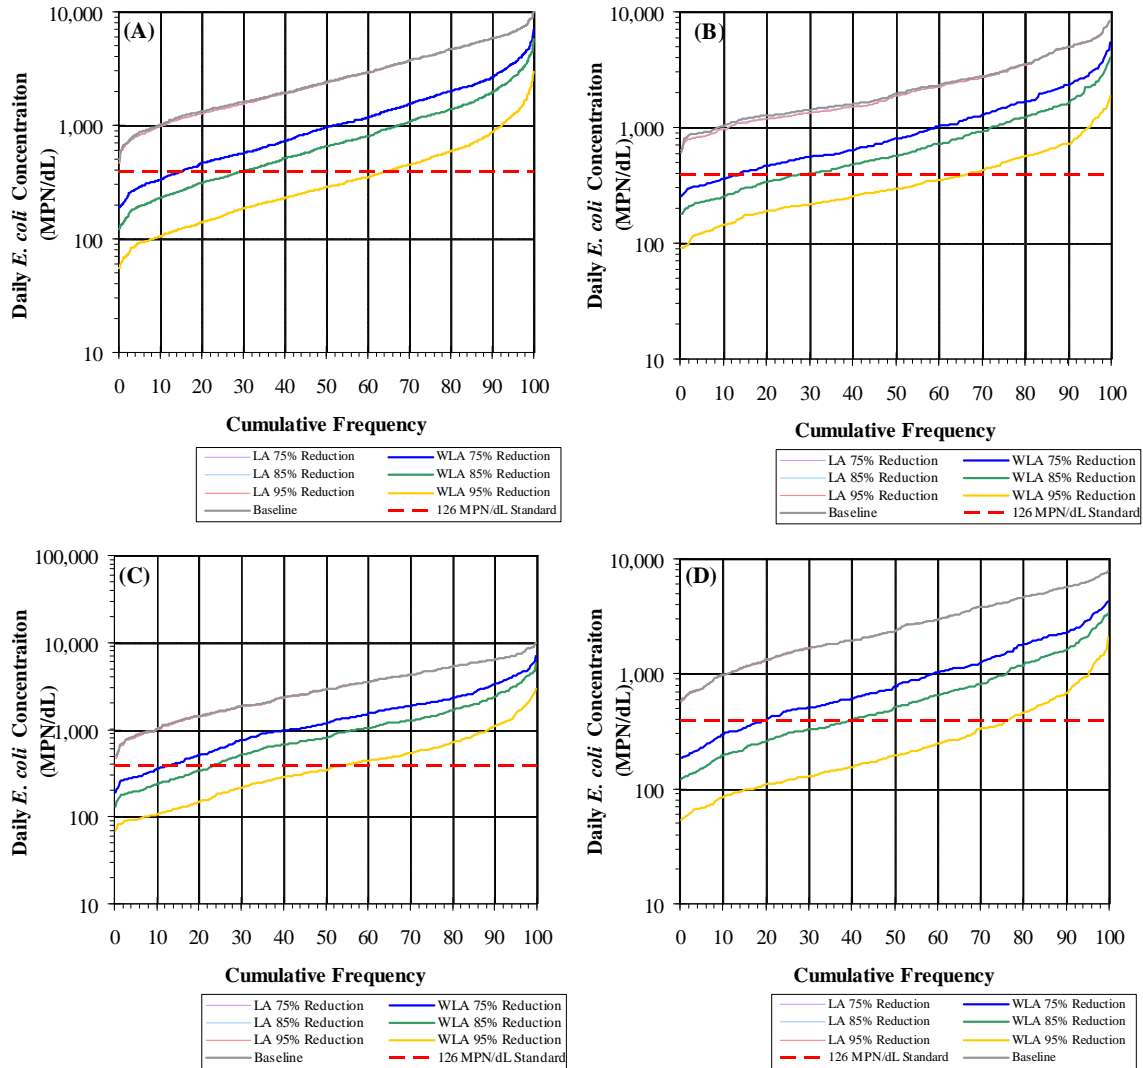 (A)
10,000
1,000
100
10
Daily E. coli Concentraiton
(MPN/dL)
0 10 20 30 40 50 60 70 80 90 100
Cumulative Frequency
LA 75% Reduction WLA 75% Reduction
LA 85% Reduction WLA 85% Reduction
LA 95% Reduction WLA 95% Reduction
Baseline 126 MPN/dL Standard
(B)
10,000
1,000
100
10
Daily E. coli Concentraiton
(MPN/dL)
0 10 20 30 40 50 60 70 80 90 100
Cumulative Frequency
LA 75% Reduction WLA 75% Reduction
LA 85% Reduction WLA 85% Reduction
LA 95% Reduction WLA 95% Reduction
Baseline 126 MPN/dL Standard
(C)
100,000
10,000
1,000
100
10
Daily E. coli Concentraiton
(MPN/dL)
0 10 20 30 40 50 60 70 80 90 100
Cumulative Frequency
LA 75% Reduction WLA 75% Reduction
LA 85% Reduction WLA 85% Reduction
LA 95% Reduction WLA 95% Reduction
Baseline 126 MPN/dL Standard
(D)
10,000
1,000
100
10
Daily E. coli Concentraiton
(MPN/dL)
0 10 20 30 40 50 60 70 80 90 100
Cumulative Frequency
LA 75% Reduction WLA 75% Reduction
LA 85% Reduction WLA 85% Reduction
LA 95% Reduction WLA 95% Reduction
126 MPN/dL Standard Baseline